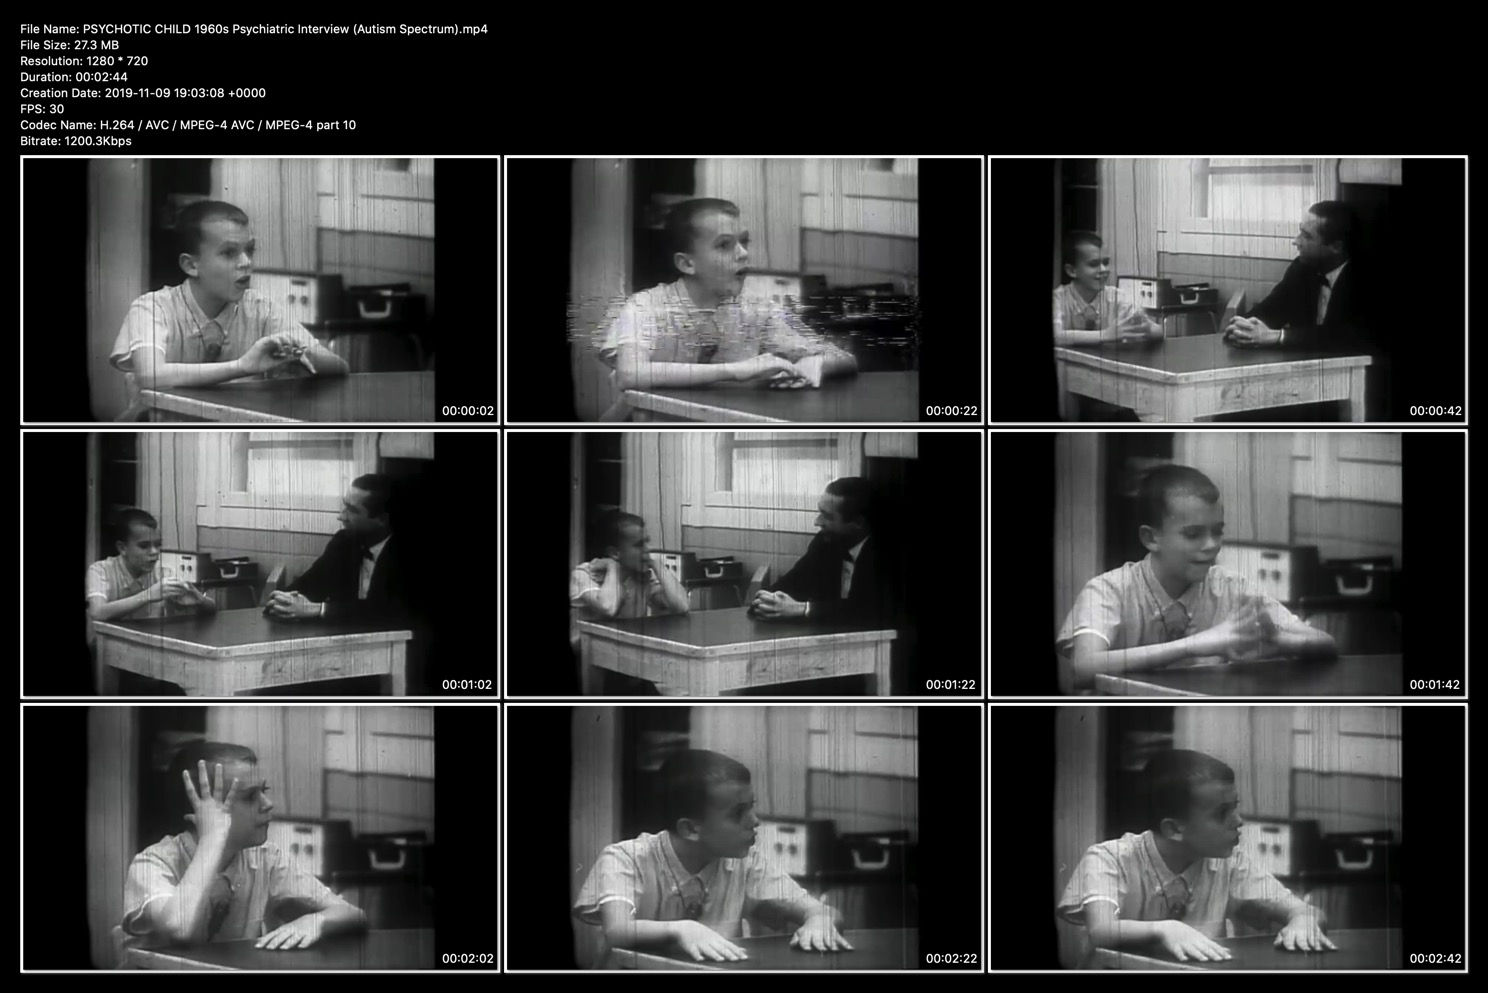 File Name: PSYCHOTIC CHILD 1960s Psychiatric Interview (Autism Spectrum).mp4
File Size: 27.3 MB
Resolution: 1280 * 720
Duration: 00:02:44
Creation Date: 2019-11-09 19:03:08 +0000
FPS: 30
Codec Name: H.264 / AVC / MPEG-4 AVC / MPEG-4 part 10
Bitrate: 1200.3Kbps
00:00:02
00:00:22
00:00:42
00:01:02
00:01:22
00:01:42
00:02:02
00:02:22
00:02:42